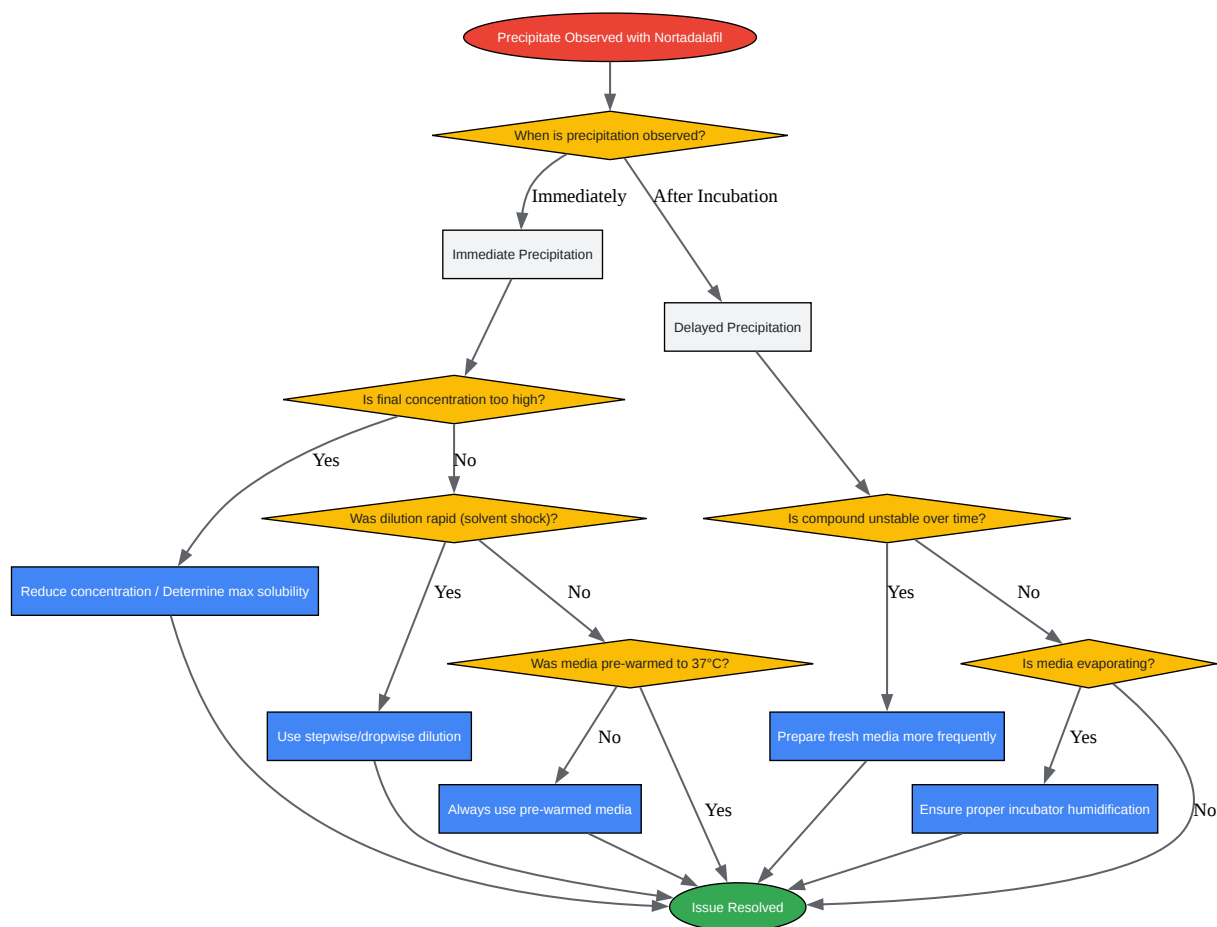 Precipitate Observed with Nortadalafil
When is precipitation observed?
Immediately
After Incubation
Immediate Precipitation
Delayed Precipitation
Is final concentration too high?
Yes
No
Was dilution rapid (solvent shock)?
Is compound unstable over time?
Reduce concentration / Determine max solubility
Yes
No
Yes
No
Was media pre-warmed to 37°C?
Is media evaporating?
Use stepwise/dropwise dilution
No
Prepare fresh media more frequently
Yes
Always use pre-warmed media
Yes
Ensure proper incubator humidification
No
Issue Resolved